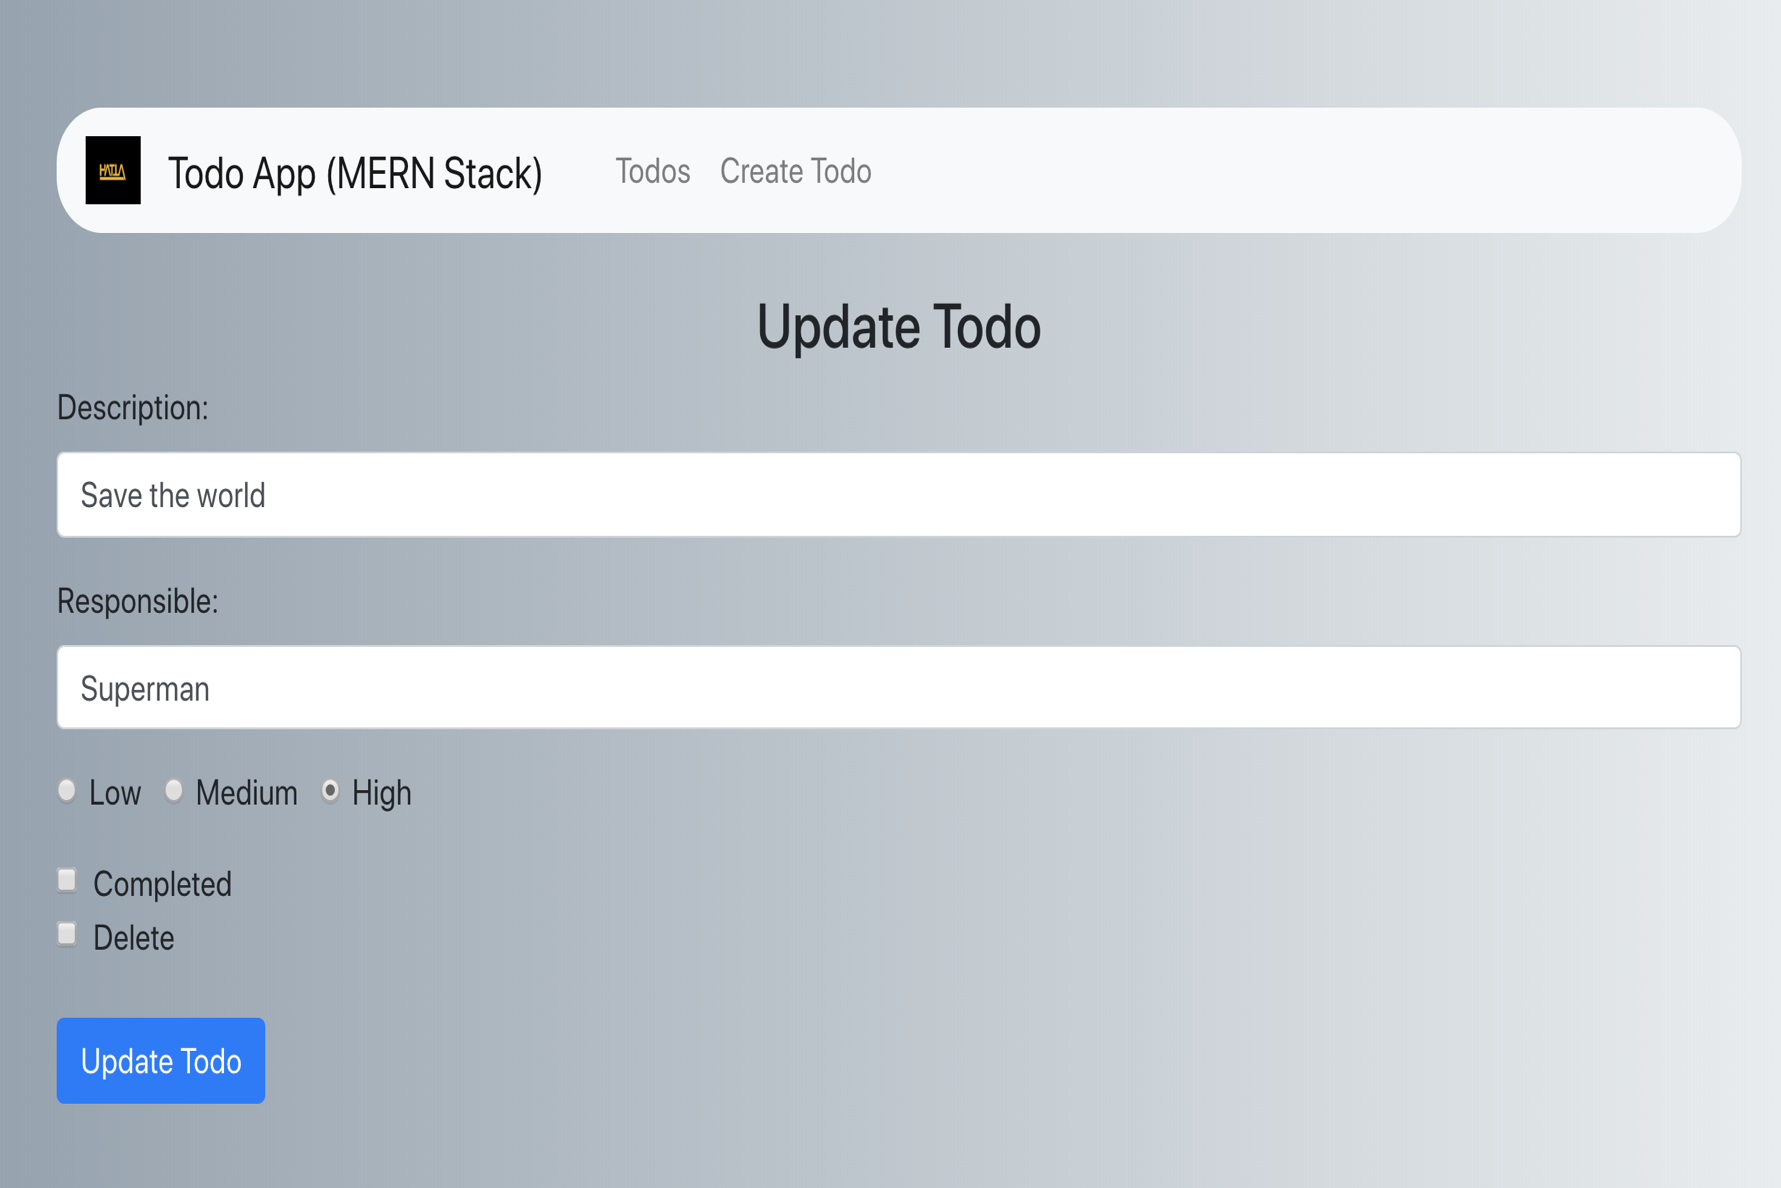 Todo App (MERN Stack) Todos Create Todo
Update Todo
Description:
Save the world
Responsible:
Superman
Low Medium High
Completed
Delete
Update Todo